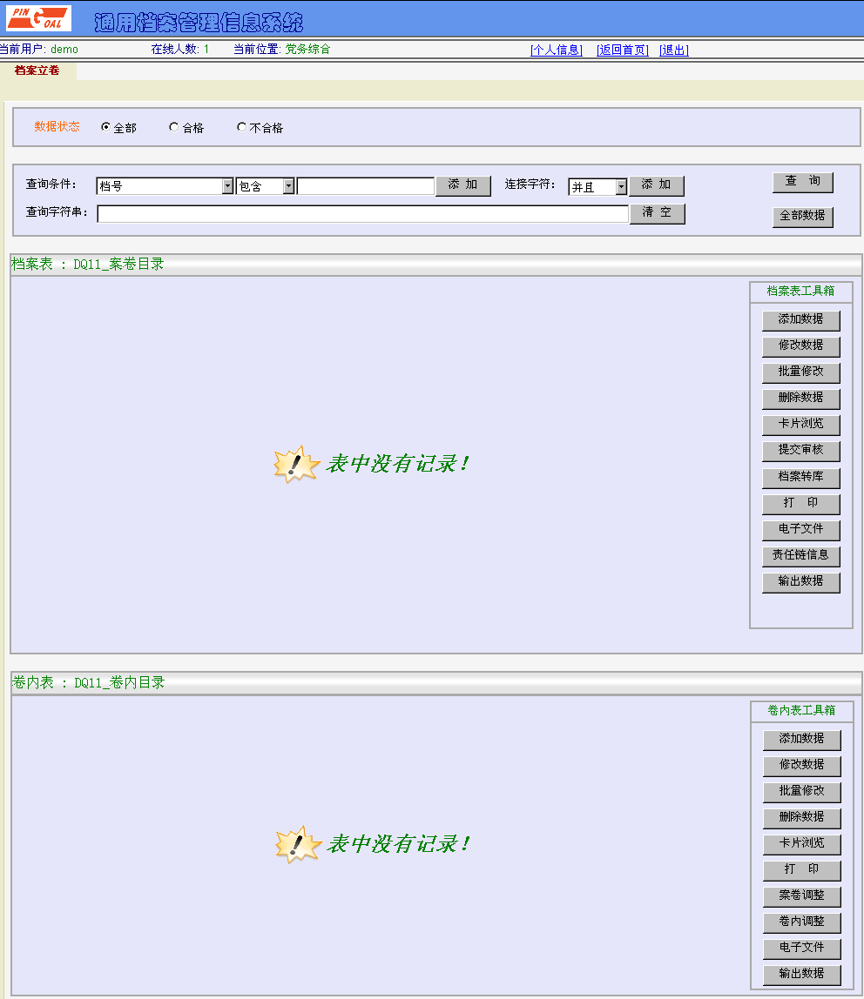 PIN GOAL
通用档案管理信息系统
当前用户: demo 在线人数: 1 当前位置: 党务综合 [个人信息] [返回首页] [退出]
档案立卷
数据状态 全部 合格 不合格
查询条件: 档号 包含 添 加 连接字符: 并且 添 加 查 询
查询字符串: 清 空 全部数据
档案表 : DQ11_案卷目录
档案表工具箱
添加数据
修改数据
批量修改
删除数据
卡片浏览
提交审核
档案转库
打 印
电子文件
责任链信息
输出数据
表中没有记录!
卷内表 : DQ11_卷内目录
卷内表工具箱
添加数据
修改数据
批量修改
删除数据
卡片浏览
打 印
案卷调整
卷内调整
电子文件
输出数据
表中没有记录!